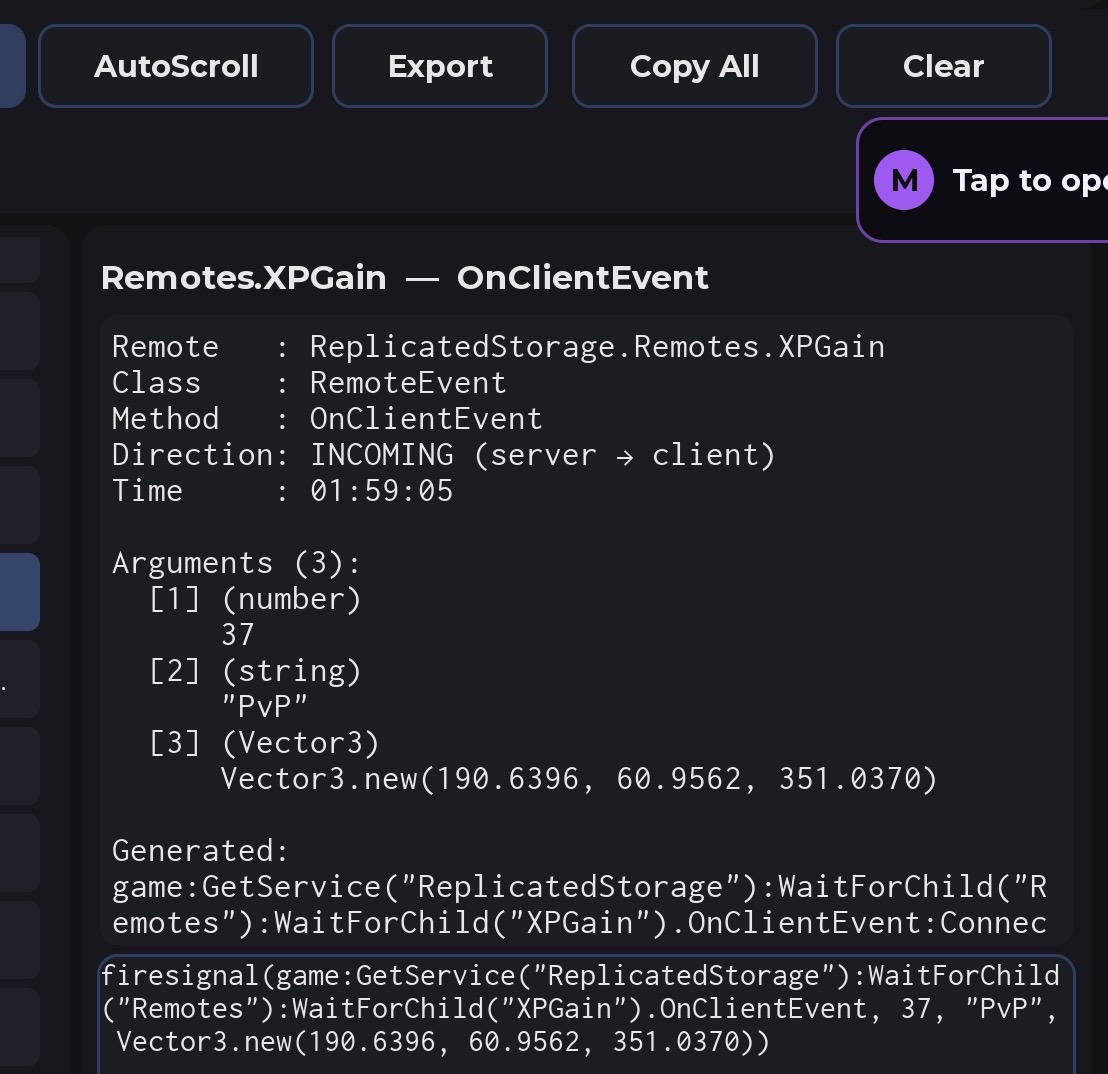 AutoScroll
Export
Copy All
Clear
M Tap to ope
Remotes.XPGain — OnClientEvent
Remote   : ReplicatedStorage.Remotes.XPGain
Class    : RemoteEvent
Method   : OnClientEvent
Direction: INCOMING (server → client)
Time     : 01:59:05
Arguments (3):
  [1] (number)
      37
  [2] (string)
      "PvP"
  [3] (Vector3)
      Vector3.new(190.6396, 60.9562, 351.0370)
Generated:
game:GetService("ReplicatedStorage"):WaitForChild("R
emotes"):WaitForChild("XPGain").OnClientEvent:Connec
firesignal(game:GetService("ReplicatedStorage"):WaitForChild
("Remotes"):WaitForChild("XPGain").OnClientEvent, 37, "PvP",
 Vector3.new(190.6396, 60.9562, 351.0370))